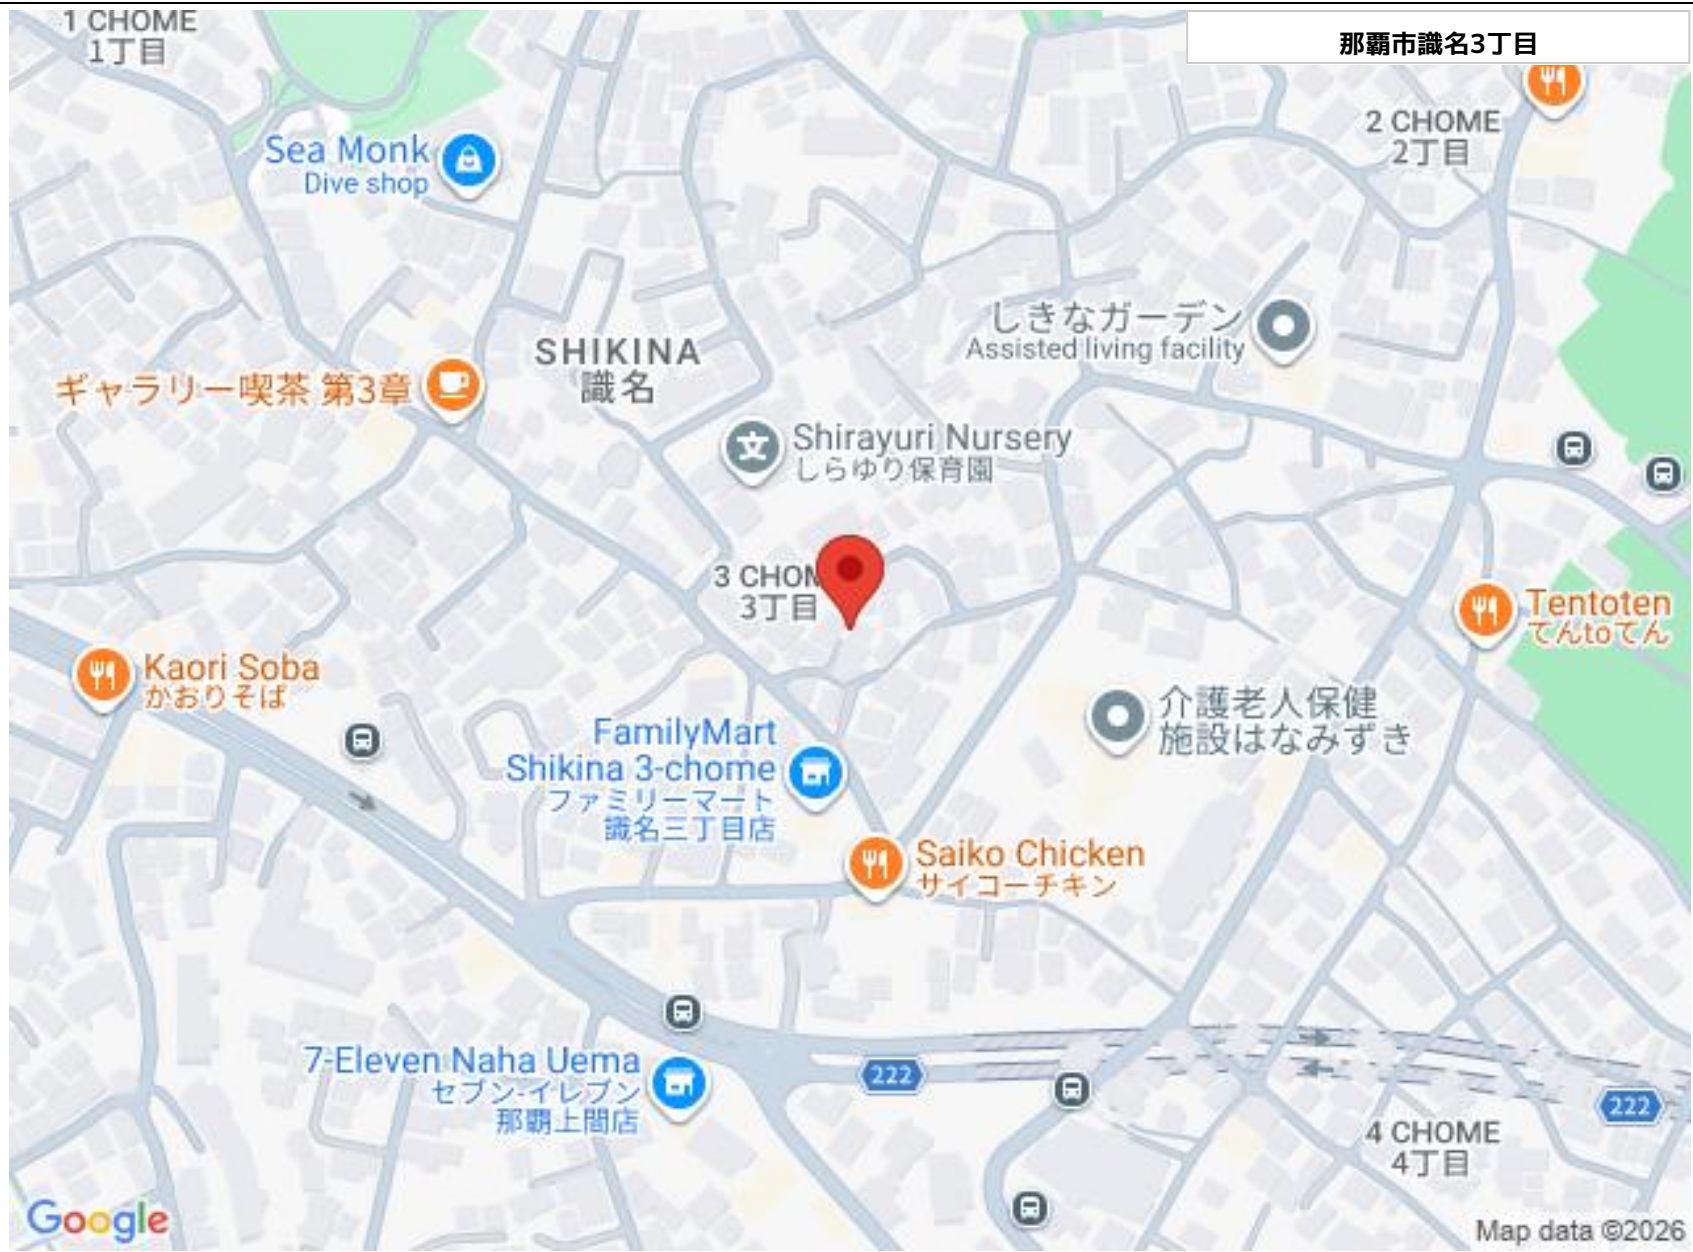 1 CHOME
1丁目
那覇市識名3丁目
2 CHOME
2丁目
Sea Monk
Dive shop
しきなガーデン
Assisted living facility
SHIKINA
識名
ギャラリー喫茶 第3章
Shirayuri Nursery
しらゆり保育園
3 CHOM
3丁目
Tentoten
てんtoてん
Kaori Soba
かおりそば
介護老人保健
施設はなみずき
FamilyMart
Shikina 3-chome
ファミリーマート
識名三丁目店
Saiko Chicken
サイコーチキン
7-Eleven Naha Uema
セブン-イレブン
那覇上間店
222
222
4 CHOME
4丁目
Google
Map data ©2026